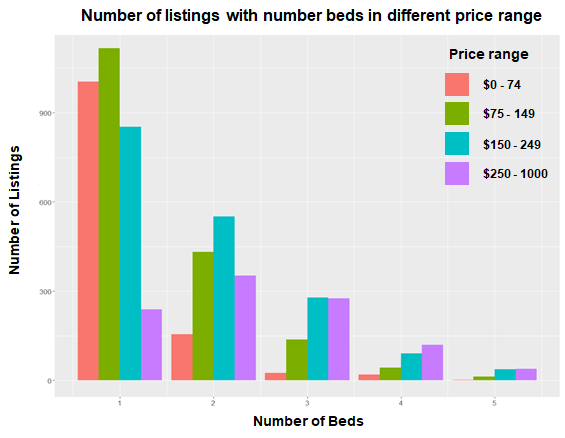 Number of listings with number beds in different price range
Price range
$0 - 74
$75 - 149
$150 - 249
$250 - 1000
Number of Listings
900
600
300
0
1 2 3 4 5
Number of Beds